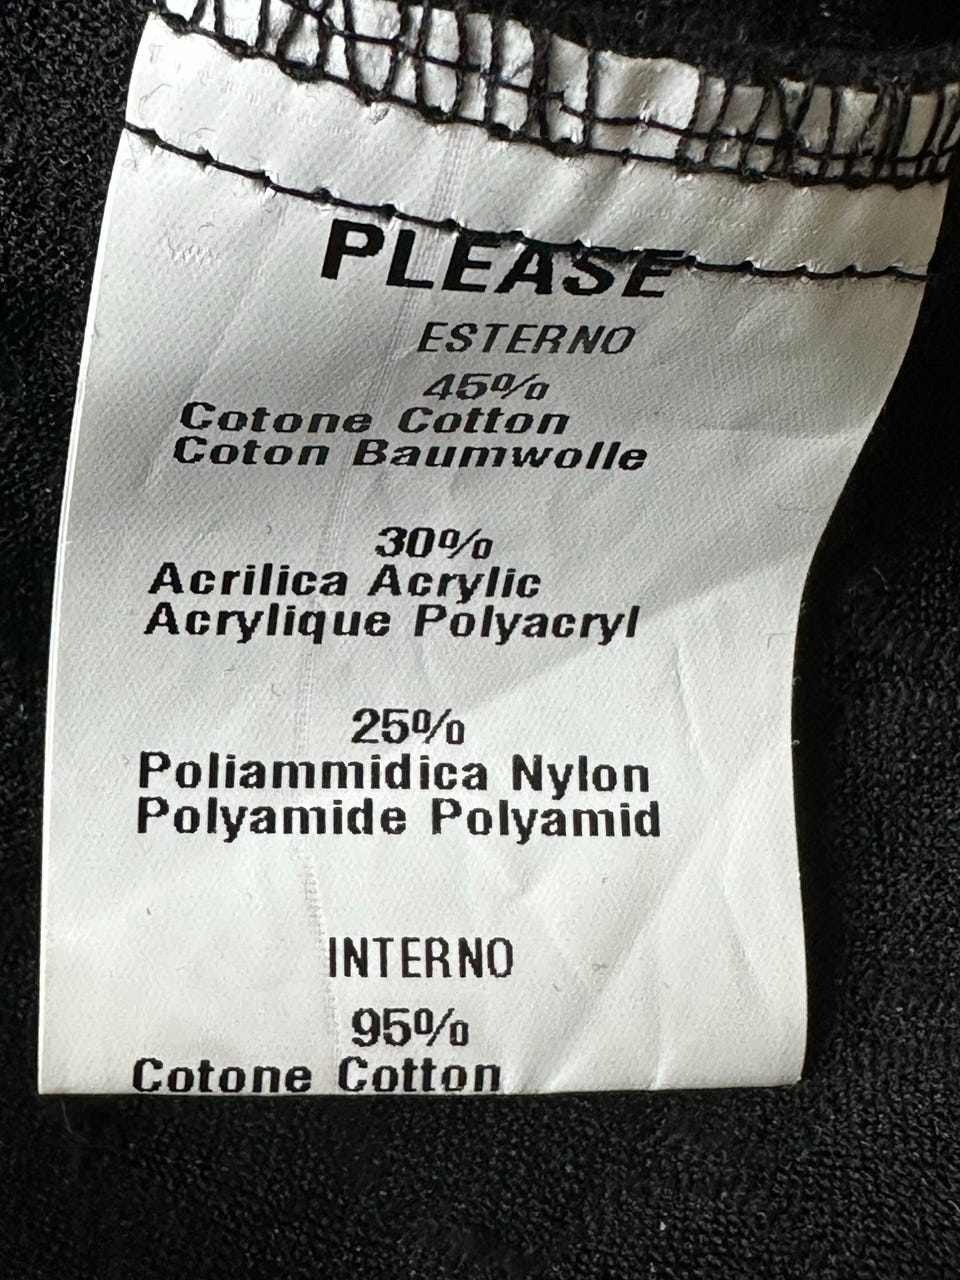 PLEASE
ESTERNO
45%
Cotone Cotton
Coton Baumwolle
30%
Acrilica Acrylic
Acrylique Polyacryl
25%
Poliammidica Nylon
Polyamide Polyamid
INTERNO
95%
Cotone Cotton